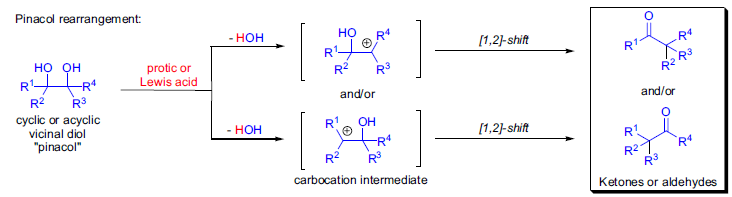 Pinacol rearrangement:
HO OH
R1 R4
R2 R3
cyclic or acyclic
vicinal diol
"pinacol"
protic or
Lewis acid
- HOH
HO R4
⊕
R1
R2 R3
and/or
- HOH
R1 OH
⊕
R4
R2 R3
carbocation intermediate
[1,2]-shift
[1,2]-shift
O
R1 R4
R3
R2
and/or
O
R1
R2 R4
R3
Ketones or aldehydes